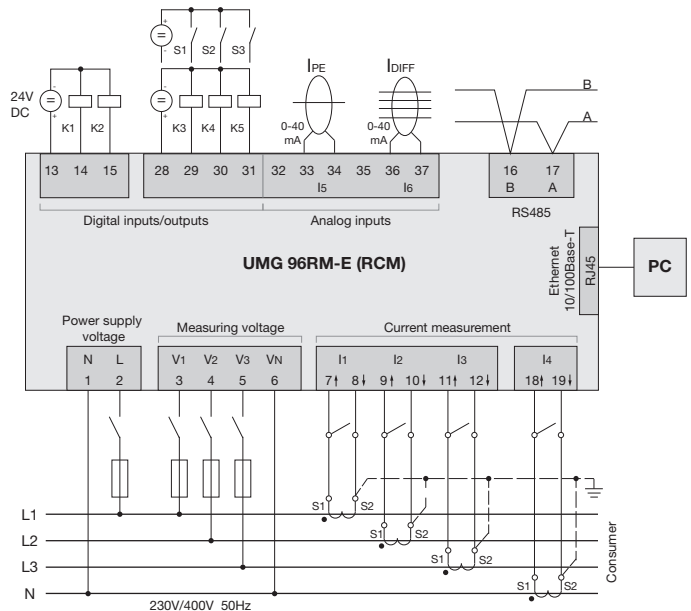 S1 S2 S3
24V
DC
K1 K2
K3 K4 K5
IPE
0-40
mA
IDIFF
0-40
mA
B
A
13 14 15
28 29 30 31 32 33 34 35 36 37
I5 I6
16 17
B A
Digital inputs/outputs
Analog inputs
RS485
UMG 96RM-E (RCM)
Ethernet
10/100Base-T
RJ45
PC
Power supply
voltage
Measuring voltage
Current measurement
N L
1 2
V1 V2 V3 VN
3 4 5 6
I1 I2 I3
7↑ 8↓ 9↑ 10↓ 11↑ 12↓
I4
18↑ 19↓
S1 S2
L1
S1 S2
L2
S1 S2
L3
S1 S2
N
Consumer
230V/400V 50Hz